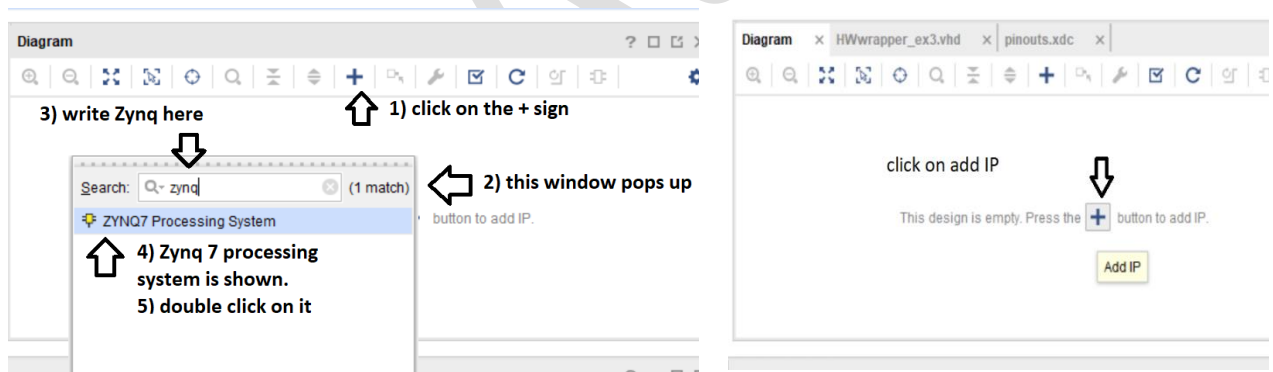 Diagram
?
1) click on the + sign
3) write Zynq here
Search: zynq (1 match)
2) this window pops up
ZYNQ7 Processing System
button to add IP.
4) Zynq 7 processing
system is shown.
5) double click on it
Diagram × HWwrapper_ex3.vhd × pinouts.xdc ×
click on add IP
This design is empty. Press the + button to add IP.
Add IP